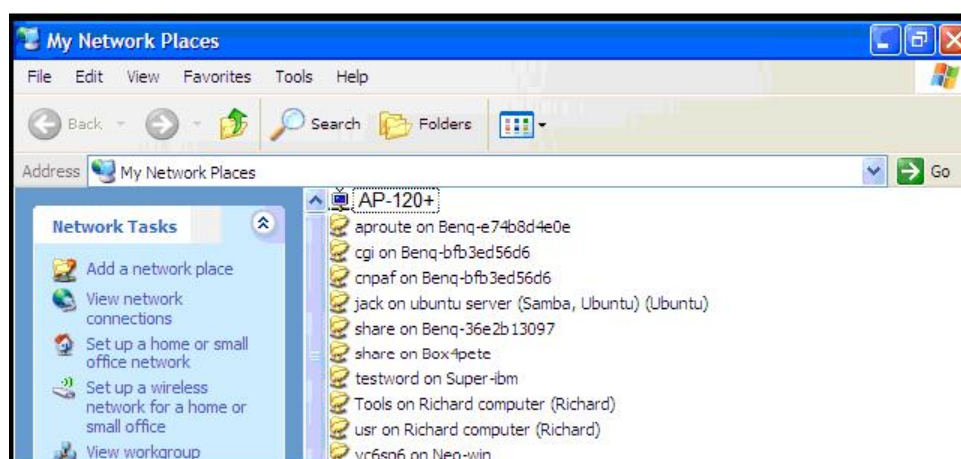 My Network Places
File Edit View Favorites Tools Help
Back Search Folders
Address My Network Places Go
Network Tasks
Add a network place
View network
connections
Set up a home or small
office network
Set up a wireless
network for a home or
small office
View workgroup
AP-120+
aproute on Benq-e74b8d4e0e
cgi on Benq-bfb3ed56d6
cnpaf on Benq-bfb3ed56d6
jack on ubuntu server (Samba, Ubuntu) (Ubuntu)
share on Benq-36e2b13097
share on Box4pete
testword on Super-ibm
Tools on Richard computer (Richard)
usr on Richard computer (Richard)
vc6sp6 on Neo-win